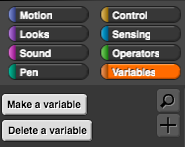 Motion Control
Looks Sensing
Sound Operators
Pen Variables
Make a variable
Delete a variable